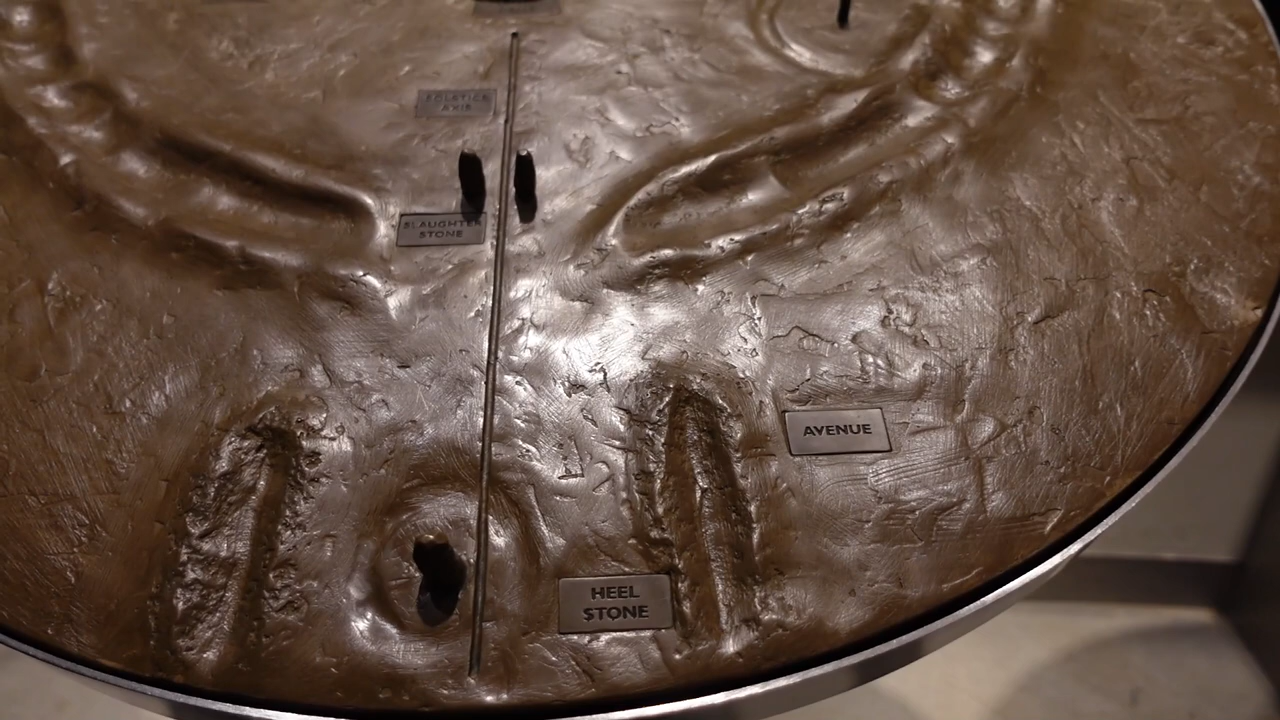 SOLSTICE
AXIS
SLAUGHTER
STONE
AVENUE
HEEL
STONE